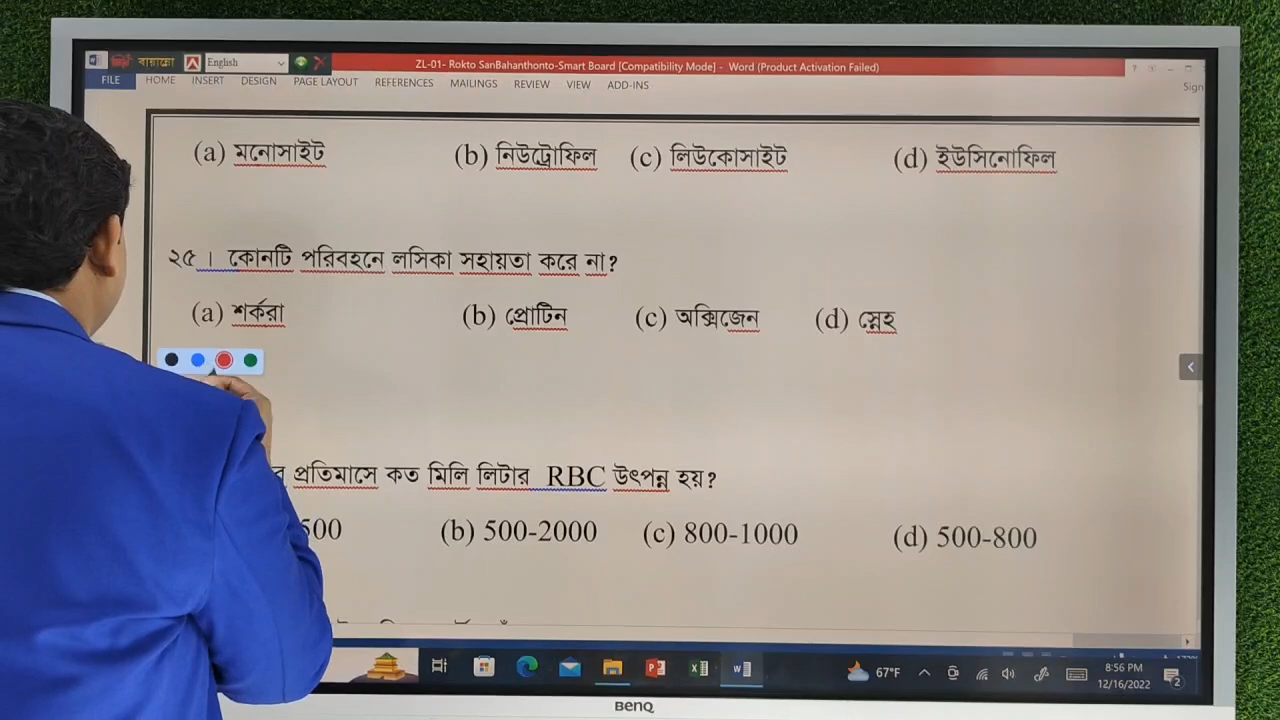 বায়ান্নো English ZL-01- Rokto SanBahanthonto-Smart Board [Compatibility Mode] - Word (Product Activation Failed)
FILE HOME INSERT DESIGN PAGE LAYOUT REFERENCES MAILINGS REVIEW VIEW ADD-INS Sign
(a) মনোসাইট (b) নিউট্রোফিল (c) লিউকোসাইট (d) ইউসিনোফিল
২৫ । কোনটি পরিবহনে লসিকা সহায়তা করে না?
(a) শর্করা (b) প্রোটিন (c) অক্সিজেন (d) স্নেহ
প্রতিমাসে কত মিলি লিটার RBC উৎপন্ন হয়?
500 (b) 500-2000 (c) 800-1000 (d) 500-800
67°F 8:56 PM
12/16/2022 2
BenQ